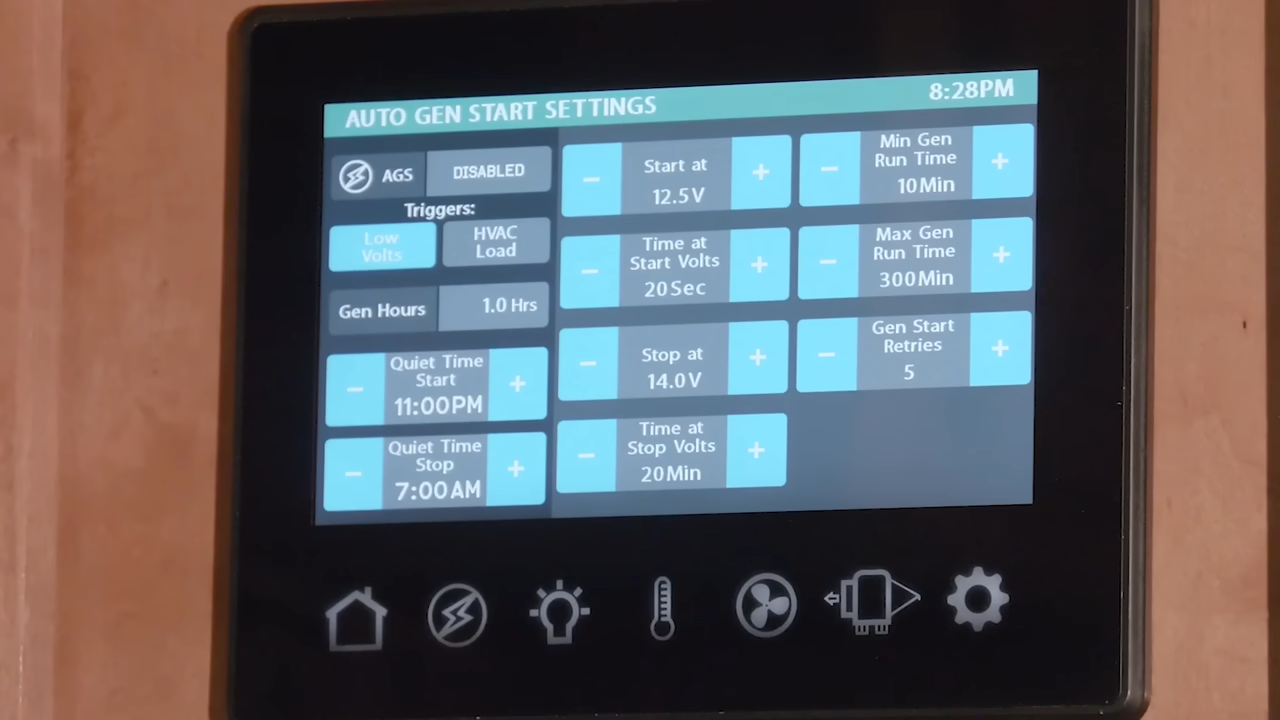 AUTO GEN START SETTINGS
8:28PM
AGS
DISABLED
Triggers:
Low
Volts
HVAC
Load
Gen Hours
1.0 Hrs
Quiet Time
Start
11:00PM
Quiet Time
Stop
7:00AM
Start at
12.5V
Time at
Start Volts
20Sec
Stop at
14.0V
Time at
Stop Volts
20Min
Min Gen
Run Time
10Min
Max Gen
Run Time
300Min
Gen Start
Retries
5